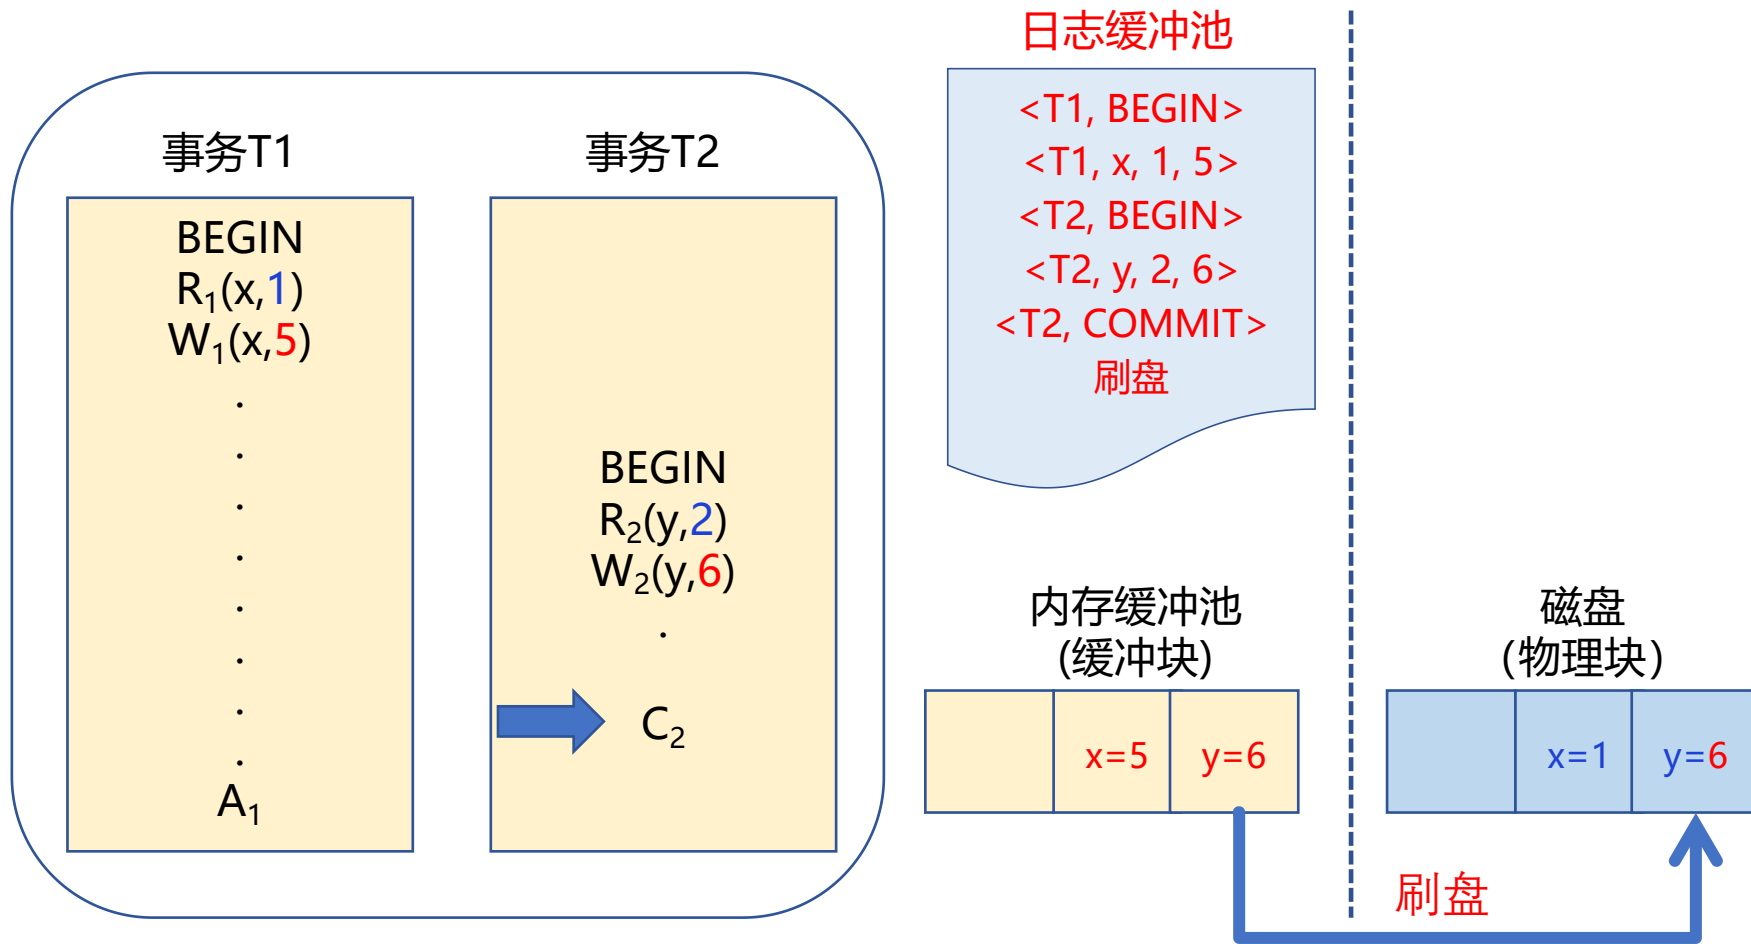 事务T1
BEGIN
R₁(x,1)
W₁(x,5)
.
.
.
.
.
.
.
.
A₁
事务T2
BEGIN
R₂(y,2)
W₂(y,6)
.
C₂
日志缓冲池
<T1, BEGIN>
<T1, x, 1, 5>
<T2, BEGIN>
<T2, y, 2, 6>
<T2, COMMIT>
刷盘
内存缓冲池
(缓冲块)
x=5
y=6
磁盘
(物理块)
x=1
y=6
刷盘